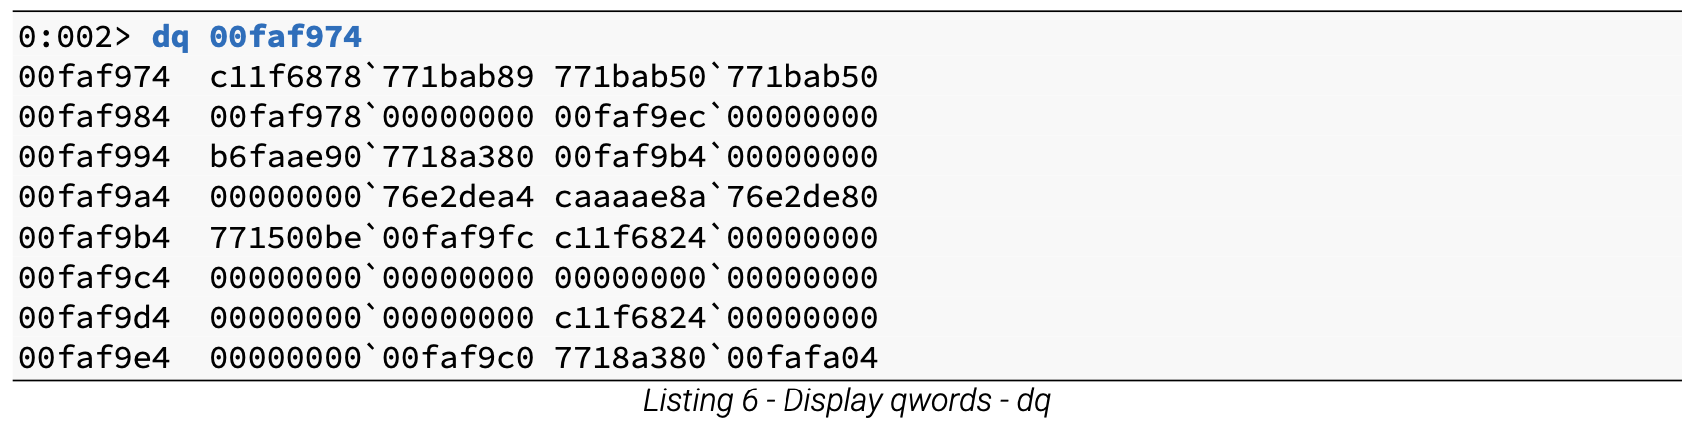 0:002> dq 00faf974
00faf974  c11f6878`771bab89 771bab50`771bab50
00faf984  00faf978`00000000 00faf9ec`00000000
00faf994  b6faae90`7718a380 00faf9b4`00000000
00faf9a4  00000000`76e2dea4 caaaae8a`76e2de80
00faf9b4  771500be`00faf9fc c11f6824`00000000
00faf9c4  00000000`00000000 00000000`00000000
00faf9d4  00000000`00000000 c11f6824`00000000
00faf9e4  00000000`00faf9c0 7718a380`00fafa04
Listing 6 - Display qwords - dq